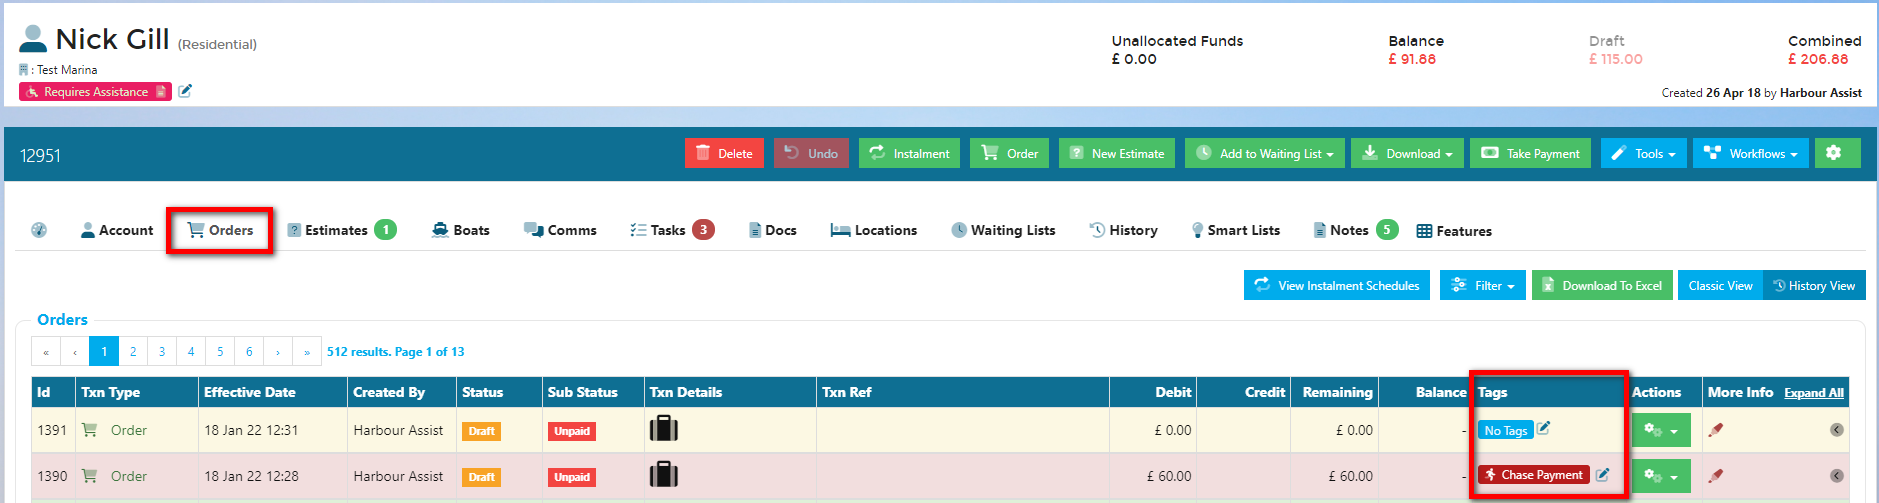 Nick Gill (Residential)
: Test Marina
Requires Assistance
Unallocated Funds Balance Draft Combined
£ 0.00 £ 91.88 £ 115.00 £ 206.88
Created 26 Apr 18 by Harbour Assist
12951 Delete Undo Instalment Order New Estimate Add to Waiting List Download Take Payment Tools Workflows
Account Orders Estimates 1 Boats Comms Tasks 3 Docs Locations Waiting Lists History Smart Lists Notes 5 Features
View Instalment Schedules Filter Download To Excel Classic View History View
Orders
« ‹ 1 2 3 4 5 6 › » 512 results. Page 1 of 13
Id Txn Type Effective Date Created By Status Sub Status Txn Details Txn Ref Debit Credit Remaining Balance Tags Actions More Info Expand All
1391 Order 18 Jan 22 12:31 Harbour Assist Draft Unpaid £ 0.00 £ 0.00 - No Tags
1390 Order 18 Jan 22 12:28 Harbour Assist Draft Unpaid £ 60.00 £ 60.00 - Chase Payment